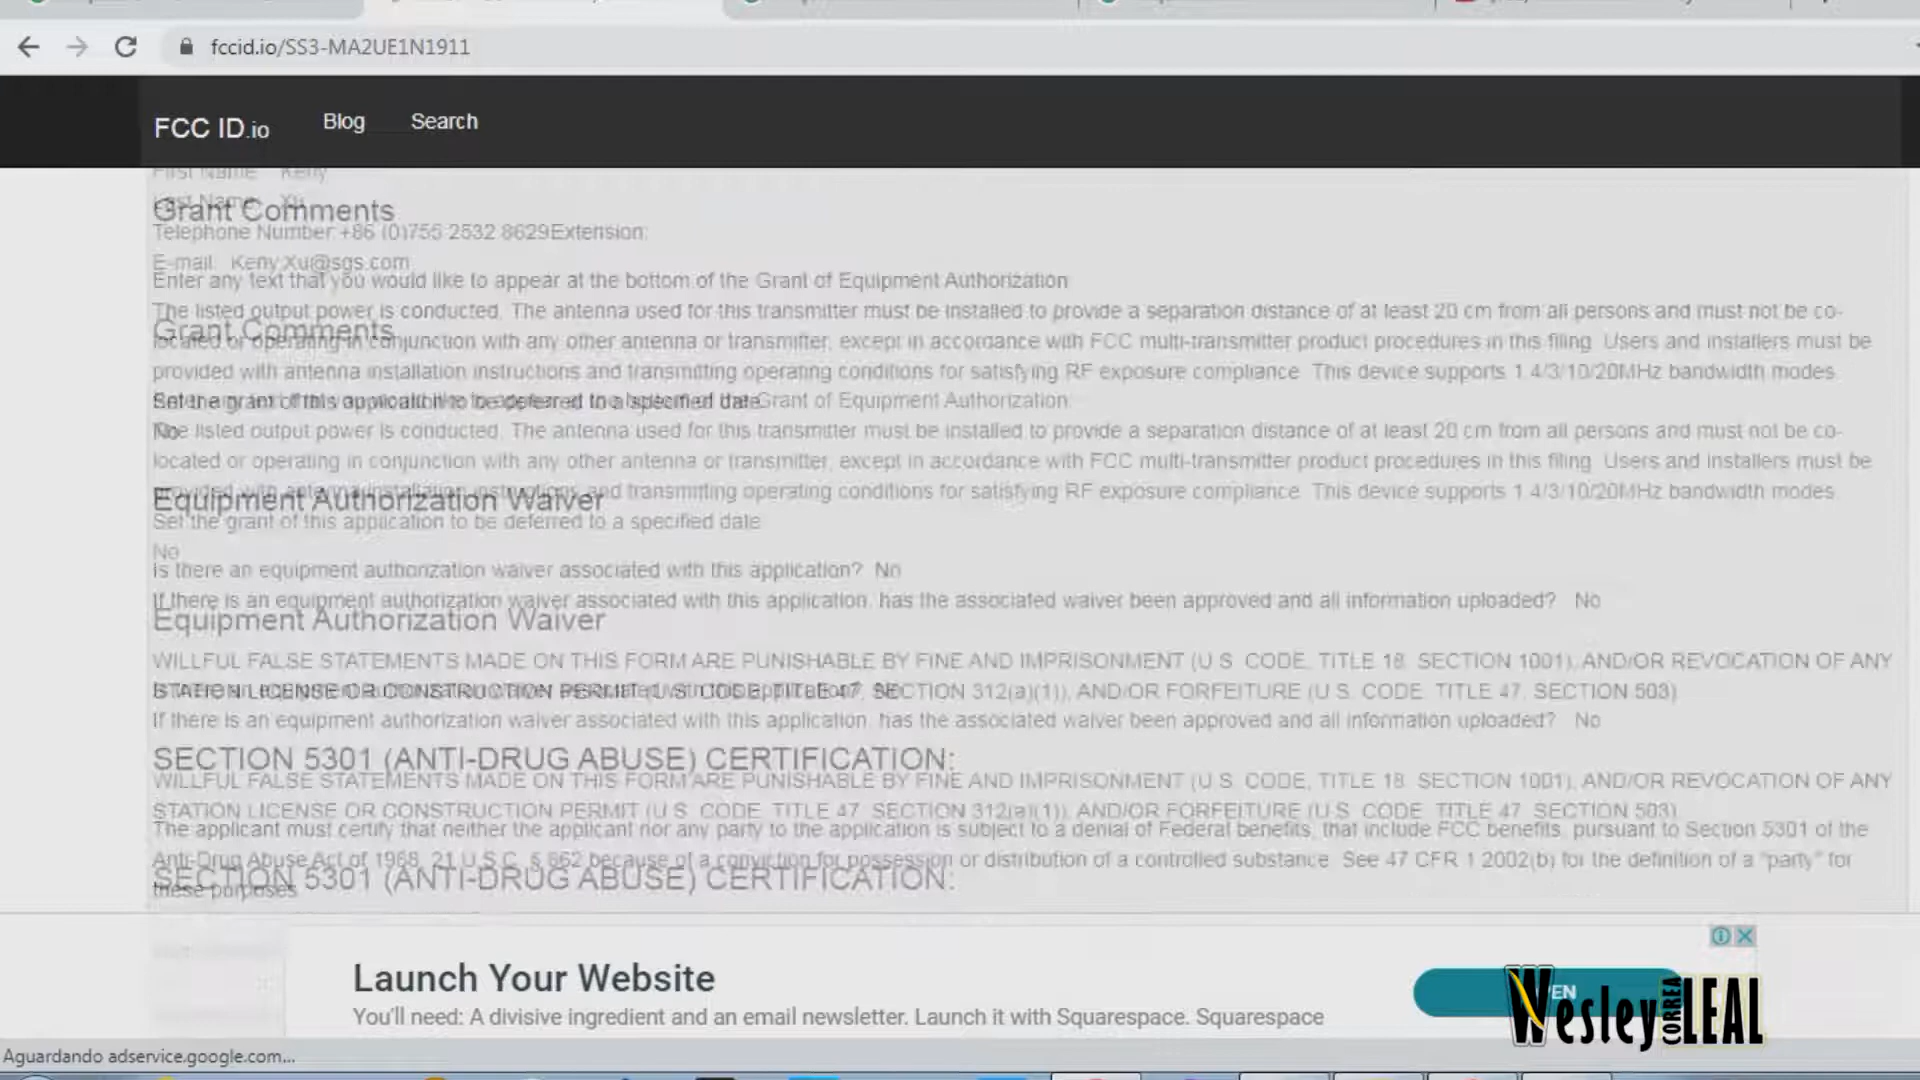 fccid.io/SS3-MA2UE1N1911
FCC ID.io Blog Search
First Name Keny
Last Name Xu
Grant Comments
Telephone Number +86 (0)755 2532 8629Extension:
E-mail: Keny.Xu@sgs.com
Enter any text that you would like to appear at the bottom of the Grant of Equipment Authorization:
The listed output power is conducted. The antenna used for this transmitter must be installed to provide a separation distance of at least 20 cm from all persons and must not be co-
Grant Comments
located or operating in conjunction with any other antenna or transmitter, except in accordance with FCC multi-transmitter product procedures in this filing. Users and installers must be
provided with antenna installation instructions and transmitting operating conditions for satisfying RF exposure compliance. This device supports 1.4/3/10/20MHz bandwidth modes.
Set the grant of this application to be deferred to a specified date:
Enter any text that you would like to appear at the bottom of the Grant of Equipment Authorization:
No
The listed output power is conducted. The antenna used for this transmitter must be installed to provide a separation distance of at least 20 cm from all persons and must not be co-
located or operating in conjunction with any other antenna or transmitter, except in accordance with FCC multi-transmitter product procedures in this filing. Users and installers must be
provided with antenna installation instructions and transmitting operating conditions for satisfying RF exposure compliance. This device supports 1.4/3/10/20MHz bandwidth modes.
Equipment Authorization Waiver
Set the grant of this application to be deferred to a specified date:
No
Is there an equipment authorization waiver associated with this application? No
If there is an equipment authorization waiver associated with this application, has the associated waiver been approved and all information uploaded? No
Equipment Authorization Waiver
WILLFUL FALSE STATEMENTS MADE ON THIS FORM ARE PUNISHABLE BY FINE AND IMPRISONMENT (U.S. CODE, TITLE 18, SECTION 1001), AND/OR REVOCATION OF ANY
STATION LICENSE OR CONSTRUCTION PERMIT (U.S. CODE, TITLE 47, SECTION 312(a)(1)), AND/OR FORFEITURE (U.S. CODE, TITLE 47, SECTION 503).
Is there an equipment authorization waiver associated with this application? No
If there is an equipment authorization waiver associated with this application, has the associated waiver been approved and all information uploaded? No
SECTION 5301 (ANTI-DRUG ABUSE) CERTIFICATION:
WILLFUL FALSE STATEMENTS MADE ON THIS FORM ARE PUNISHABLE BY FINE AND IMPRISONMENT (U.S. CODE, TITLE 18, SECTION 1001), AND/OR REVOCATION OF ANY
STATION LICENSE OR CONSTRUCTION PERMIT (U.S. CODE, TITLE 47, SECTION 312(a)(1)), AND/OR FORFEITURE (U.S. CODE, TITLE 47, SECTION 503).
The applicant must certify that neither the applicant nor any party to the application is subject to a denial of Federal benefits, that include FCC benefits, pursuant to Section 5301 of the
Anti-Drug Abuse Act of 1988, 21 U.S.C. § 862 because of a conviction for possession or distribution of a controlled substance. See 47 CFR 1.2002(b) for the definition of a "party" for
SECTION 5301 (ANTI-DRUG ABUSE) CERTIFICATION:
these purposes.
Launch Your Website
You'll need: A divisive ingredient and an email newsletter. Launch it with Squarespace. Squarespace
Wesley CORREA LEAL
Aguardando adservice.google.com...